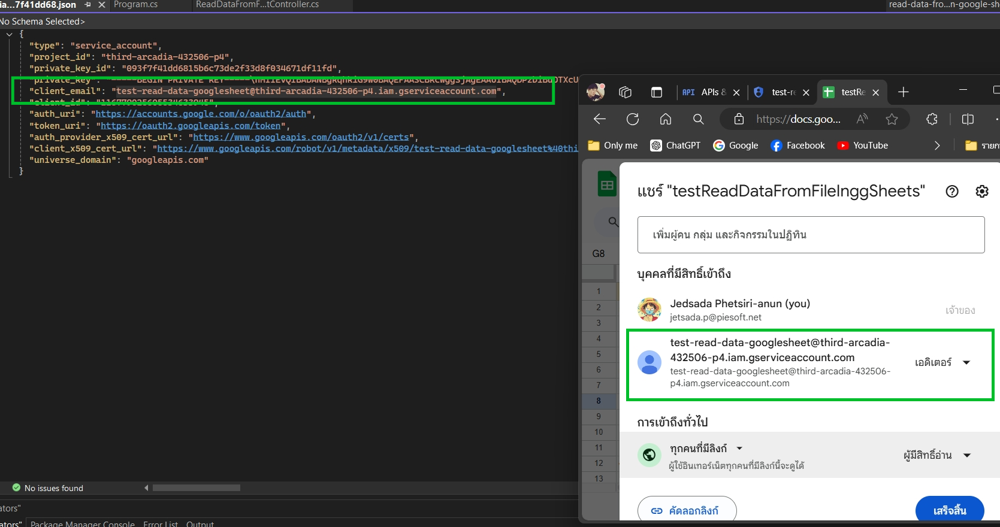 ia...7f41dd68.json
Program.cs
ReadDataFromF...tController.cs
read-data-fro...n-google-sh
No Schema Selected>
{
"type": "service_account",
"project_id": "third-arcadia-432506-p4",
"private_key_id": "093f7f41dd6815b6c73de2f33d8f034671df11fd",
"client_email": "test-read-data-googlesheet@third-arcadia-432506-p4.iam.gserviceaccount.com",
"auth_uri": "https://accounts.google.com/o/oauth2/auth",
"token_uri": "https://oauth2.googleapis.com/token",
"auth_provider_x509_cert_url": "https://www.googleapis.com/oauth2/v1/certs",
"client_x509_cert_url": "https://www.googleapis.com/robot/v1/metadata/x509/test-read-data-googlesheet%40thi
"universe_domain": "googleapis.com"
}
No issues found
ators"
ators"
Package Manager Console
Error List
Output
API APIs &
test-re
testRe
https://docs.goo...
Only me
ChatGPT
Google
Facebook
YouTube
G8
1
2
3
4
5
6
7
8
9
10
11
12
13
แชร์ "testReadDataFromFileInggSheets"
เพิ่มผู้คน กลุ่ม และกิจกรรมในปฏิทิน
บุคคลที่มีสิทธิ์เข้าถึง
Jedsada Phetsiri-anun (you)
jetsada.p@piesoft.net
เจ้าของ
test-read-data-googlesheet@third-arcadia-
432506-p4.iam.gserviceaccount.com
เอดิเตอร์
test-read-data-googlesheet@third-arcadia-432506-
p4.iam.gserviceaccount.com
การเข้าถึงทั่วไป
ทุกคนที่มีลิงก์
ผู้มีสิทธิ์อ่าน
ผู้ใช้อินเทอร์เน็ตทุกคนที่มีลิงก์นี้จะดูได้
คัดลอกลิงก์
เสร็จสิ้น